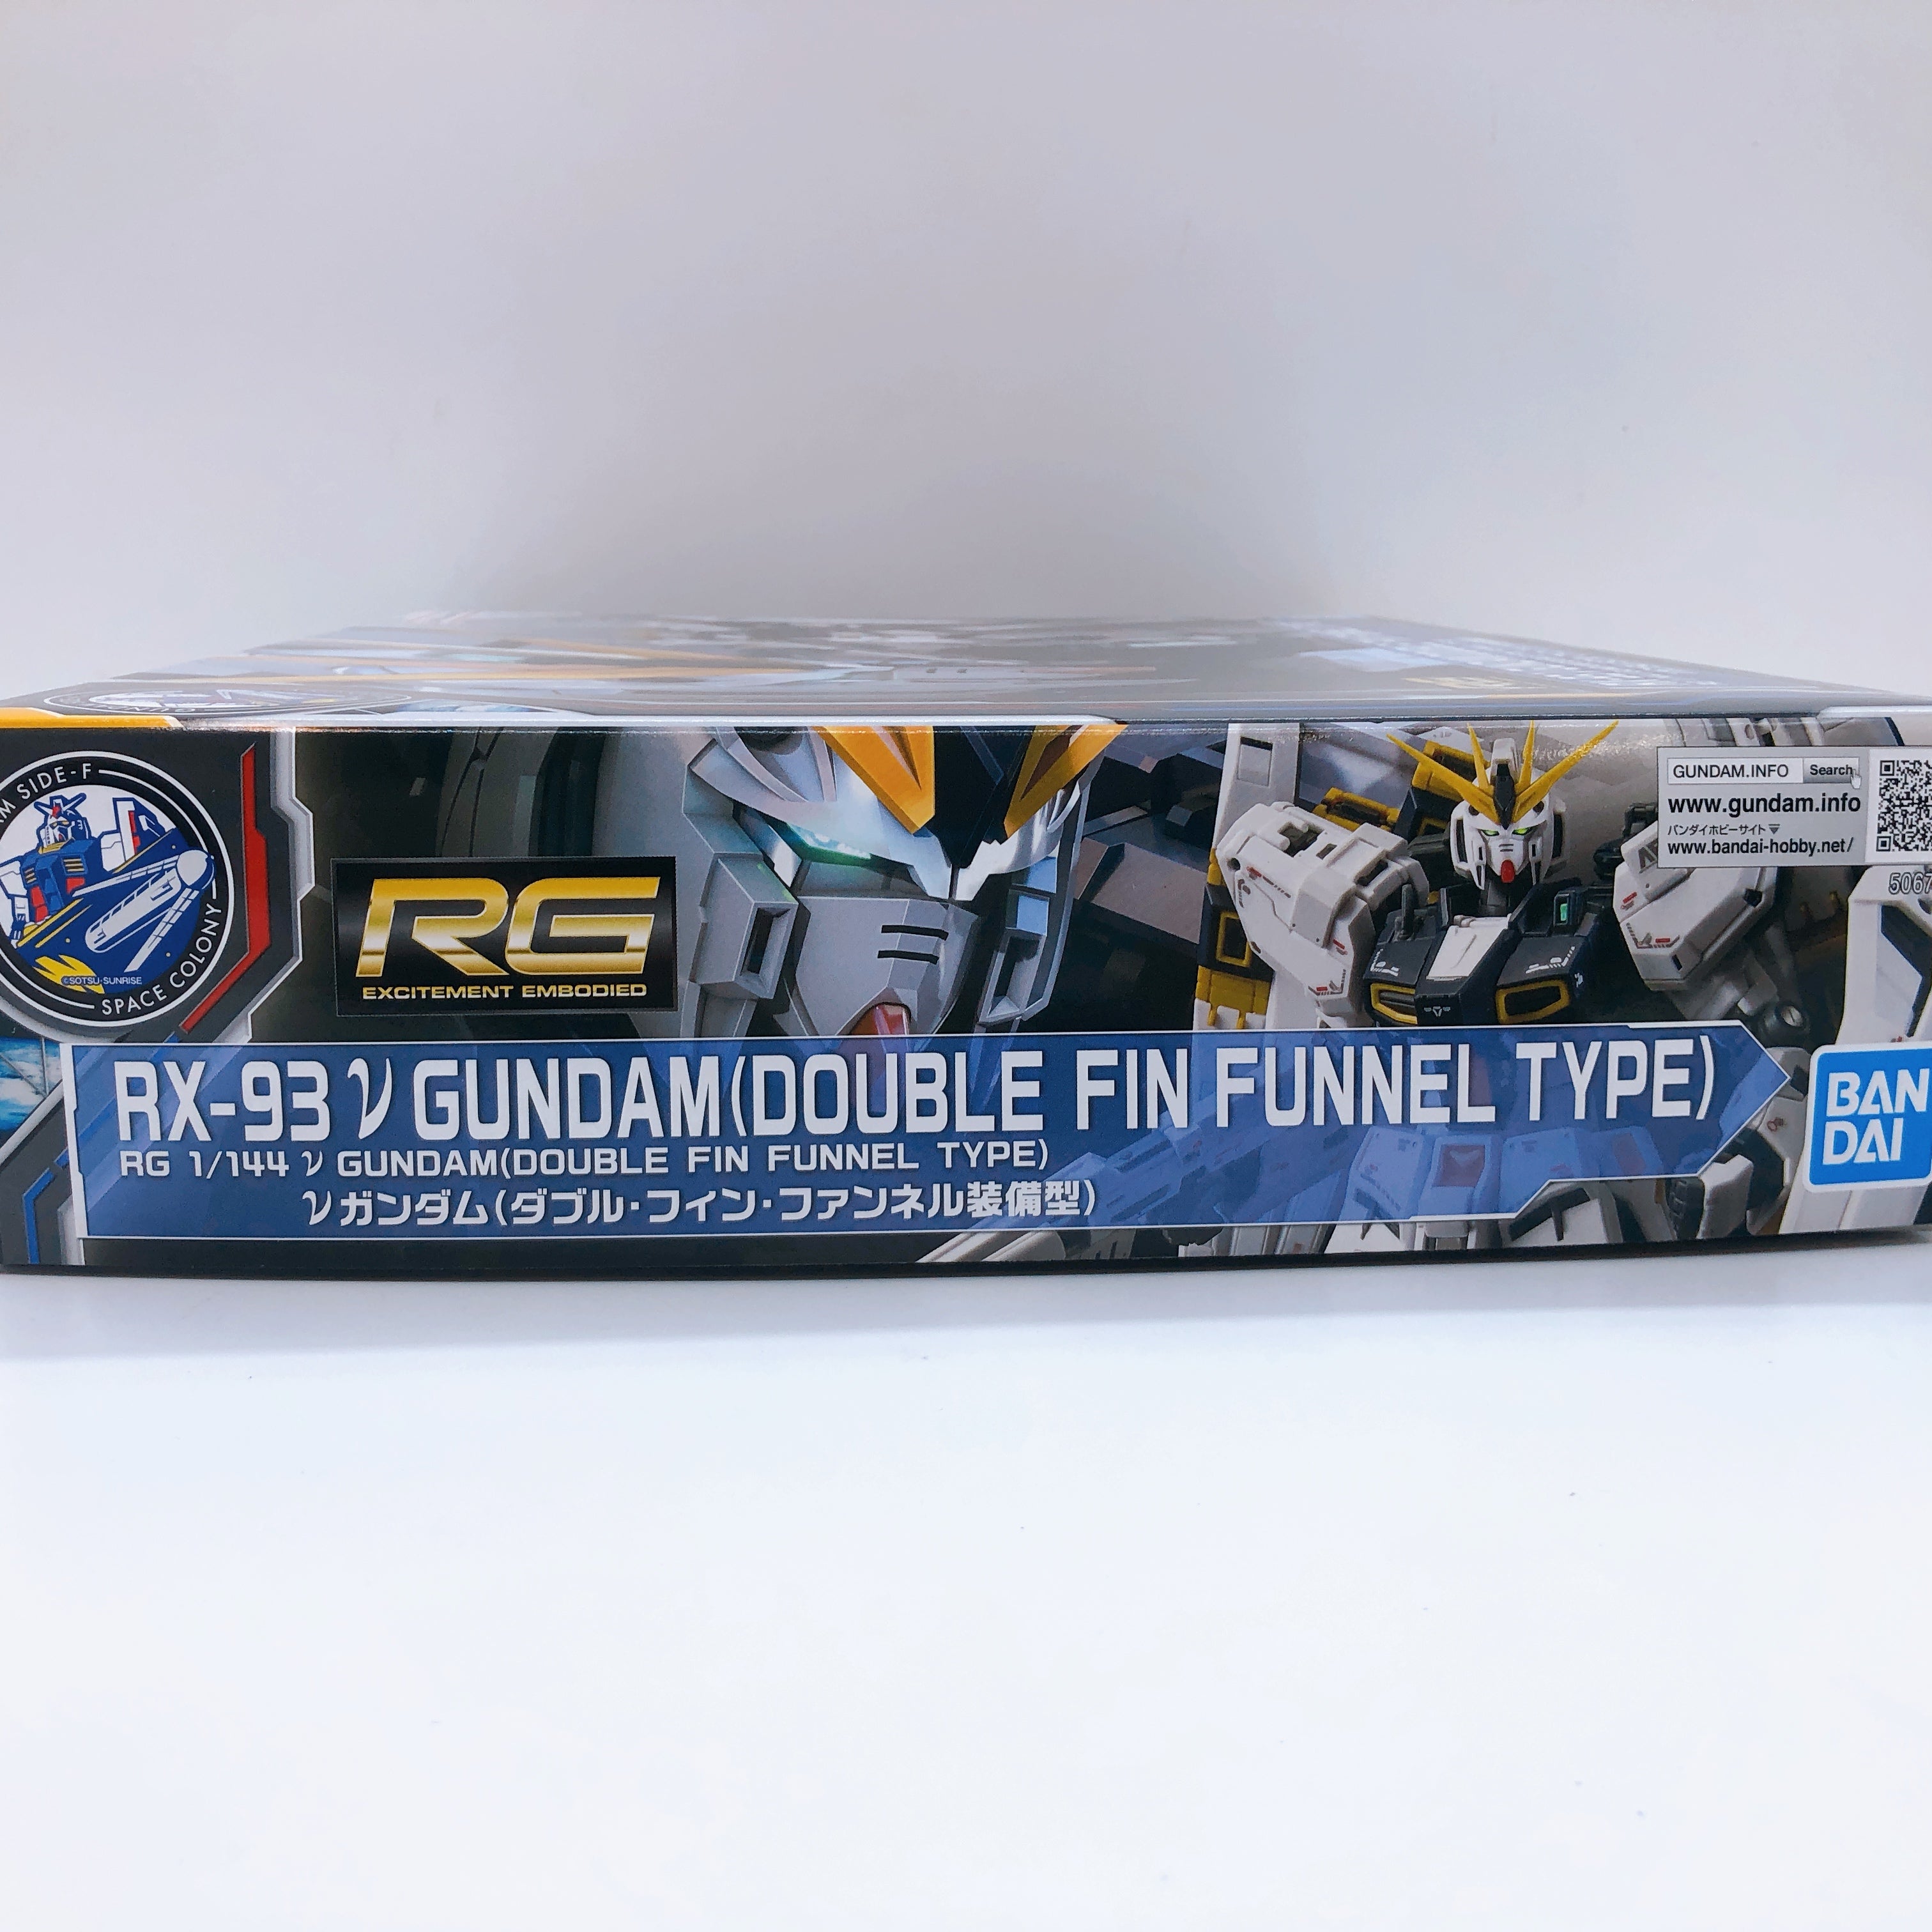 SIDE-F
©SOTSU·SUNRISE
SPACE COLONY
RG
EXCITEMENT EMBODIED
GUNDAM.INFO Search
www.gundam.info
バンダイホビーサイト▼
www.bandai-hobby.net/
RX-93 ν GUNDAM(DOUBLE FIN FUNNEL TYPE)
RG 1/144 ν GUNDAM(DOUBLE FIN FUNNEL TYPE)
νガンダム(ダブル・フィン・ファンネル装備型)
BAN
DAI